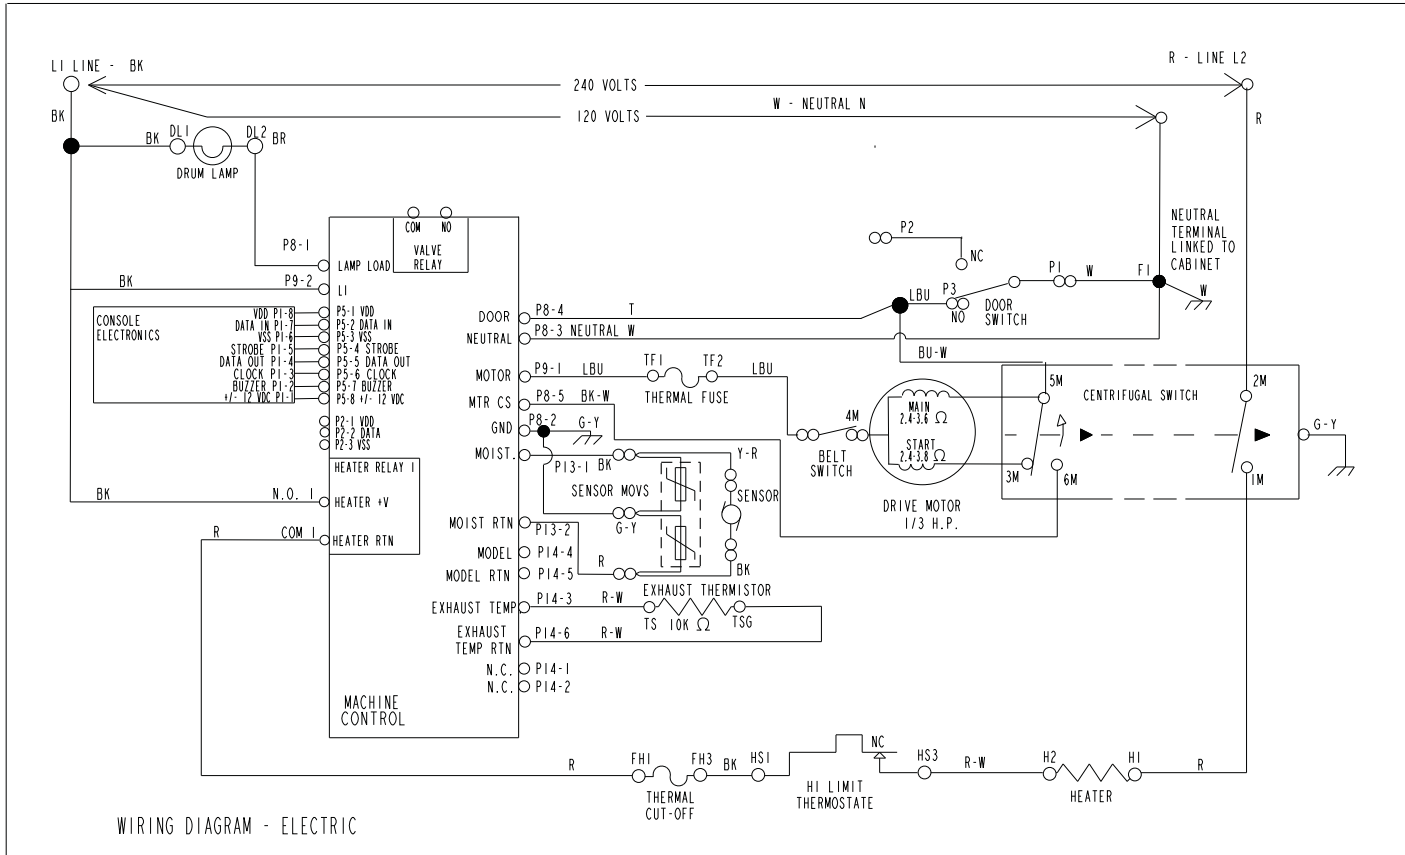 L1 LINE - BK
R - LINE L2
240 VOLTS
W - NEUTRAL N
120 VOLTS
BK
R
DL1
DL2
BK
BR
DRUM LAMP
COM
NO
VALVE
RELAY
P8-1
LAMP LOAD
BK
P9-2
L1
P2
NC
NEUTRAL
TERMINAL
LINKED TO
CABINET
P1
W
F1
W
LBU
P3
NO
DOOR
SWITCH
CONSOLE
ELECTRONICS
VDD P1-8
P5-1 VDD
DATA IN P1-7
P5-2 DATA IN
VSS P1-6
P5-3 VSS
STROBE P1-5
P5-4 STROBE
DATA OUT P1-4
P5-5 DATA OUT
CLOCK P1-3
P5-6 CLOCK
BUZZER P1-2
P5-7 BUZZER
+/- 12 VDC P1-1
P5-8 +/- 12 VDC
P2-1 VDD
P2-2 DATA
P2-3 VSS
DOOR
P8-4
T
NEUTRAL
P8-3 NEUTRAL W
BU-W
MOTOR
P9-1
LBU
TF1
TF2
LBU
THERMAL FUSE
MTR CS
P8-5
BK-W
GND
P8-2
G-Y
MOIST.
P13-1
BK
Y-R
SENSOR MOVS
SENSOR
G-Y
4M
BELT
SWITCH
MAIN
2.4-3.6 Ω
START
2.4-3.8 Ω
DRIVE MOTOR
1/3 H.P.
5M
CENTRIFUGAL SWITCH
2M
3M
6M
1M
G-Y
HEATER RELAY 1
BK
N.O. 1
HEATER +V
R
COM 1
HEATER RTN
MOIST RTN
P13-2
MODEL
P14-4
MODEL RTN
P14-5
R
BK
EXHAUST TEMP
P14-3
R-W
EXHAUST THERMISTOR
TS
10K Ω
TSG
EXHAUST
TEMP RTN
P14-6
R-W
N.C.
P14-1
N.C.
P14-2
MACHINE
CONTROL
R
FH1
FH3
BK
HS1
THERMAL
CUT-OFF
NC
HI LIMIT
THERMOSTATE
HS3
R-W
H2
H1
R
HEATER
WIRING DIAGRAM - ELECTRIC